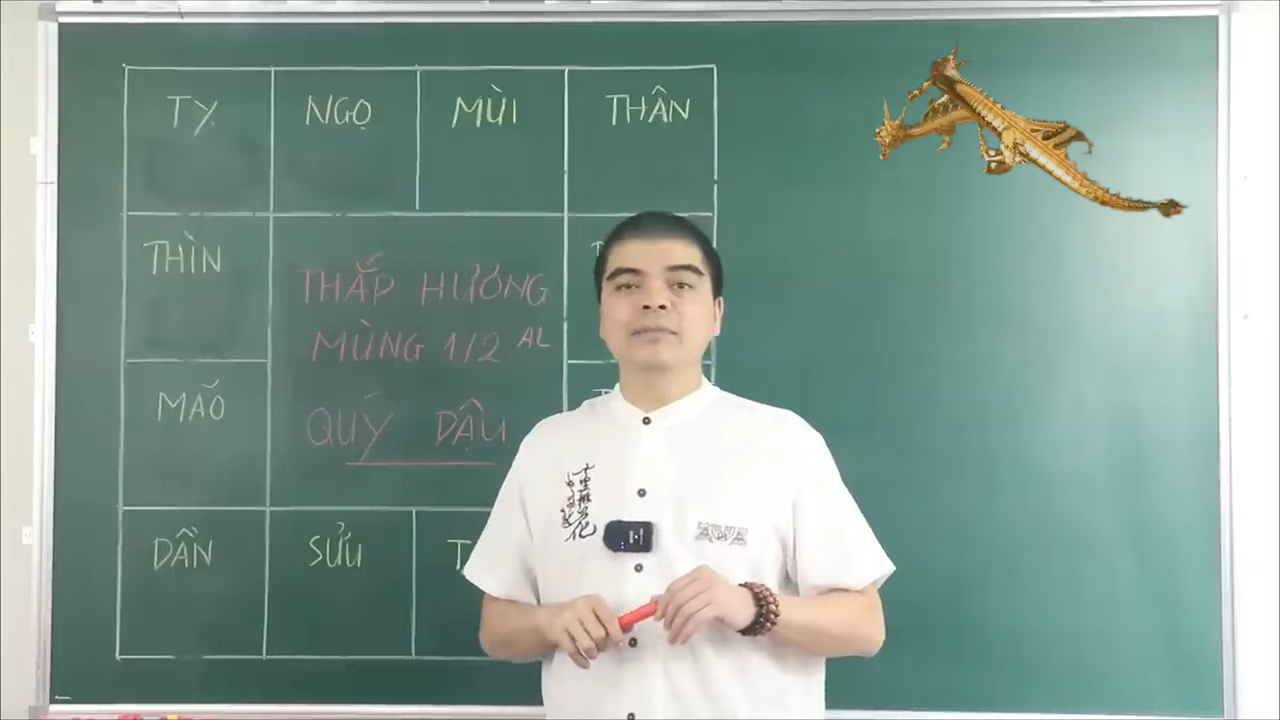 TỴ NGỌ MÙI THÂN
THÌN
THẮP HƯƠNG
MÙNG 1/2 AL
MÃO
QUÝ DẬU
DẦN SỬU